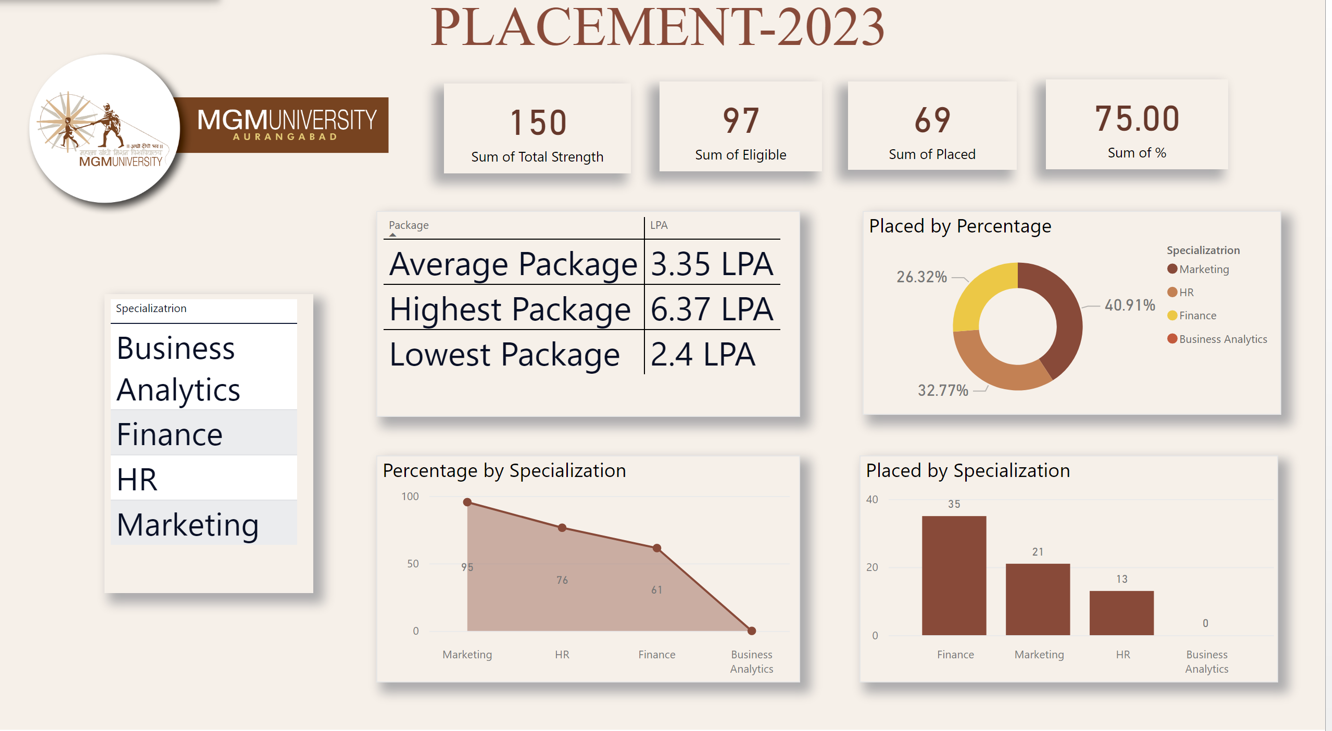 PLACEMENT-2023
MGMUNIVERSITY
AURANGABAD
MGMUNIVERSITY
150
Sum of Total Strength
97
Sum of Eligible
69
Sum of Placed
75.00
Sum of %
Package LPA
Average Package 3.35 LPA
Highest Package 6.37 LPA
Lowest Package 2.4 LPA
Placed by Percentage
26.32%
40.91%
32.77%
Specializatrion
Marketing
HR
Finance
Business Analytics
Specializatrion
Business
Analytics
Finance
HR
Marketing
Percentage by Specialization
100
50
0
95
76
61
Marketing HR Finance Business
Analytics
Placed by Specialization
40
20
0
35
21
13
0
Finance Marketing HR Business
Analytics